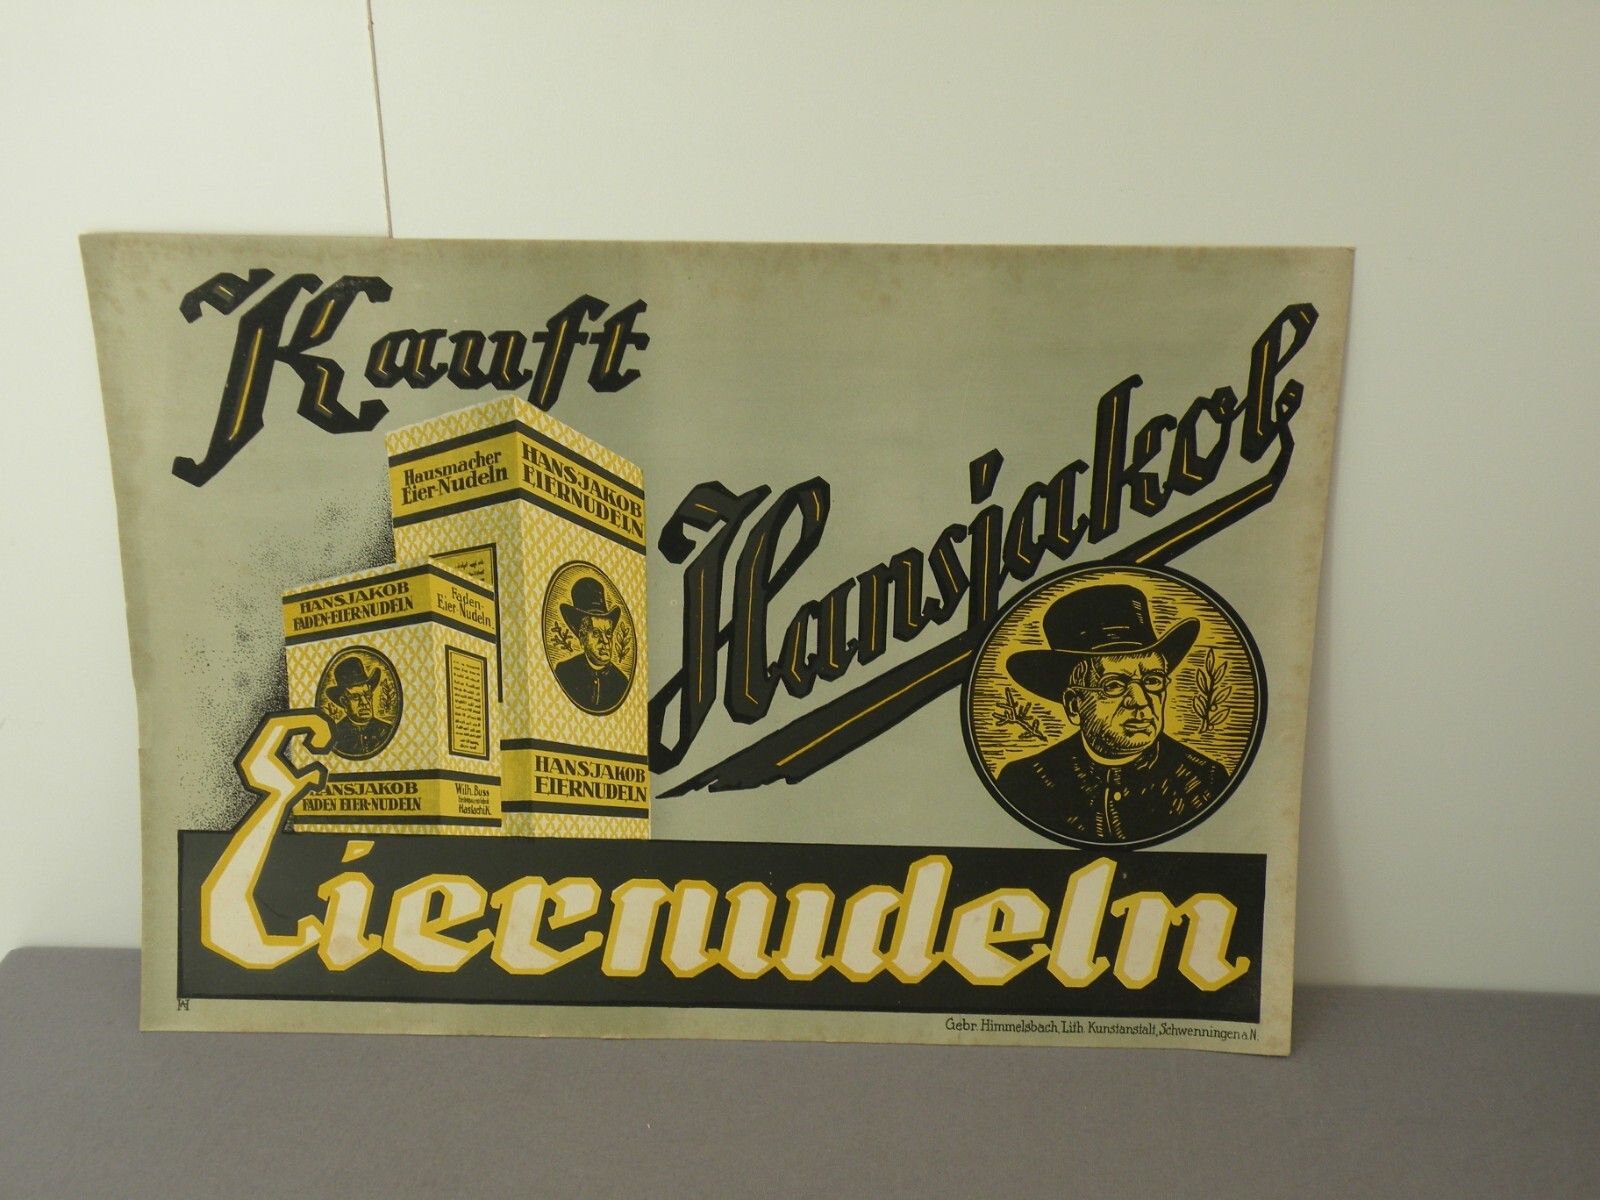 Kauft
Hansjakob
Hausmacher
Eier-Nudeln
HANSJAKOB
EIERNUDELN
HANSJAKOB
FADEN-EIER-NUDELN
Faden-
Eier-Nudeln
HANSJAKOB
EIERNUDELN
HANSJAKOB
FADEN EIER-NUDELN
Wilh. Buss
Haslach i.K.
Eiernudeln
Gebr. Himmelsbach, Lith. Kunstanstalt, Schwenningen a.N.